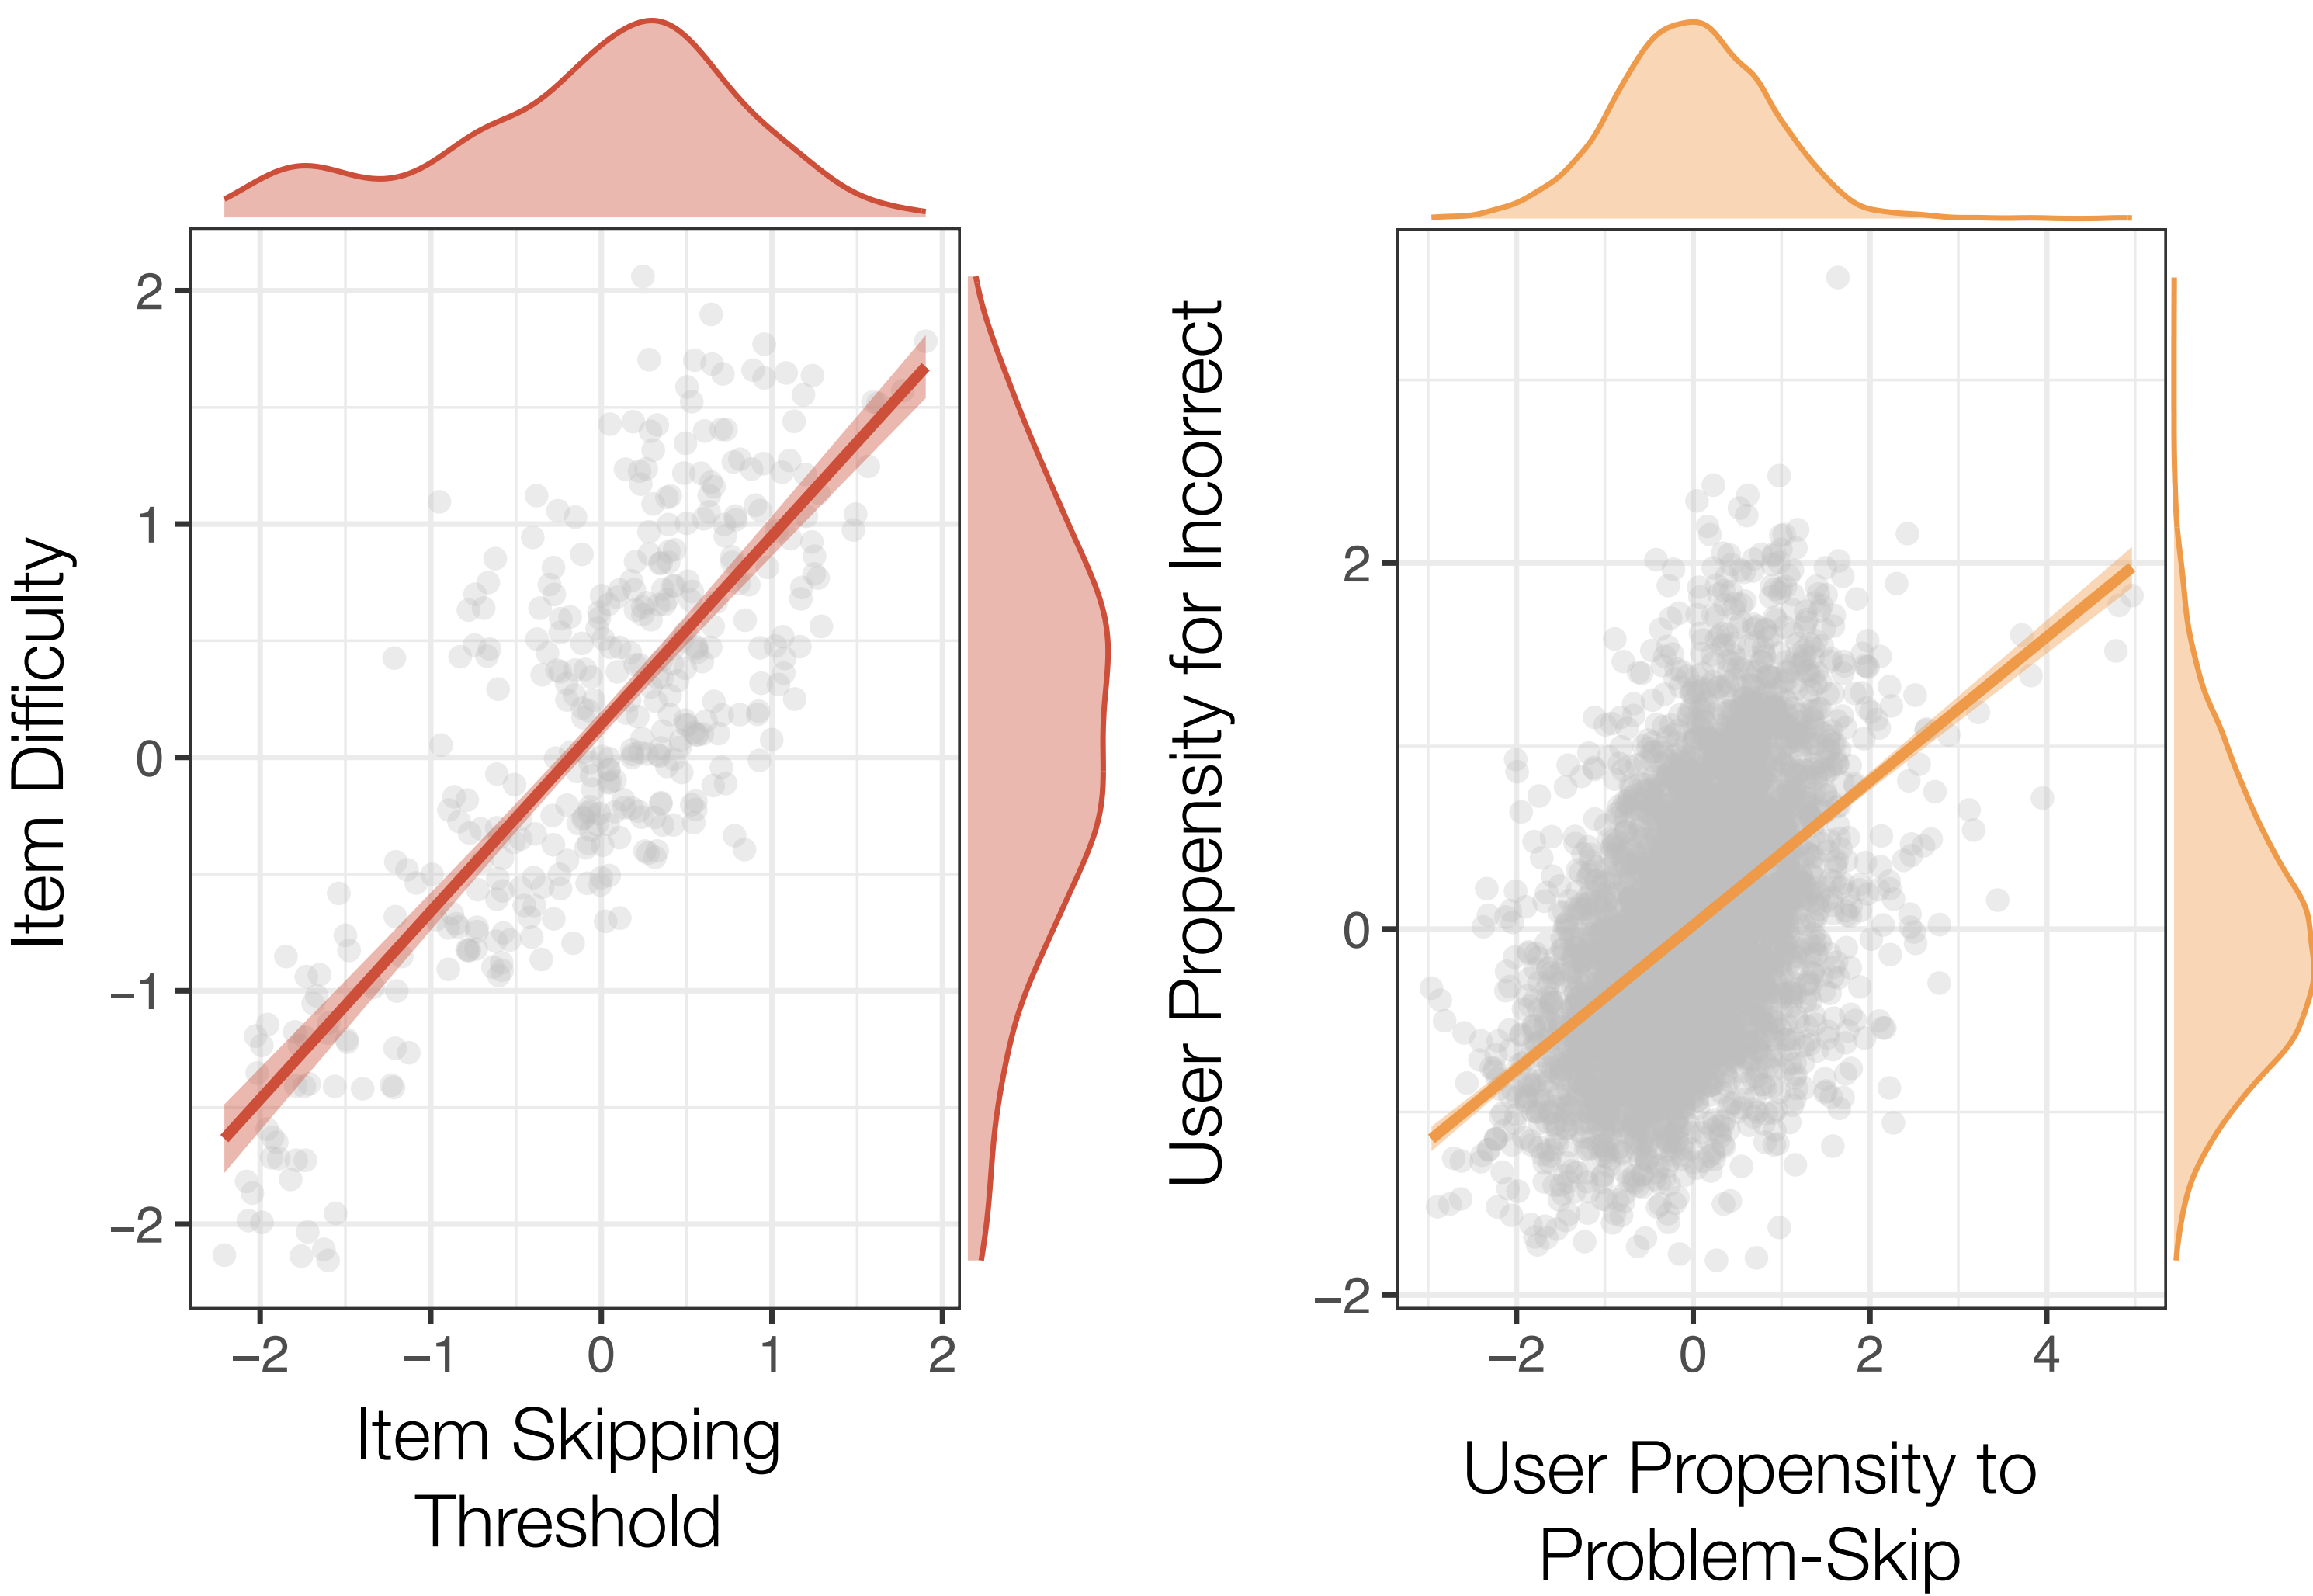 Item Difficulty
2
1
0
−1
−2
−2 −1 0 1 2
Item Skipping
Threshold
User Propensity for Incorrect
2
0
−2
−2 0 2 4
User Propensity to
Problem-Skip